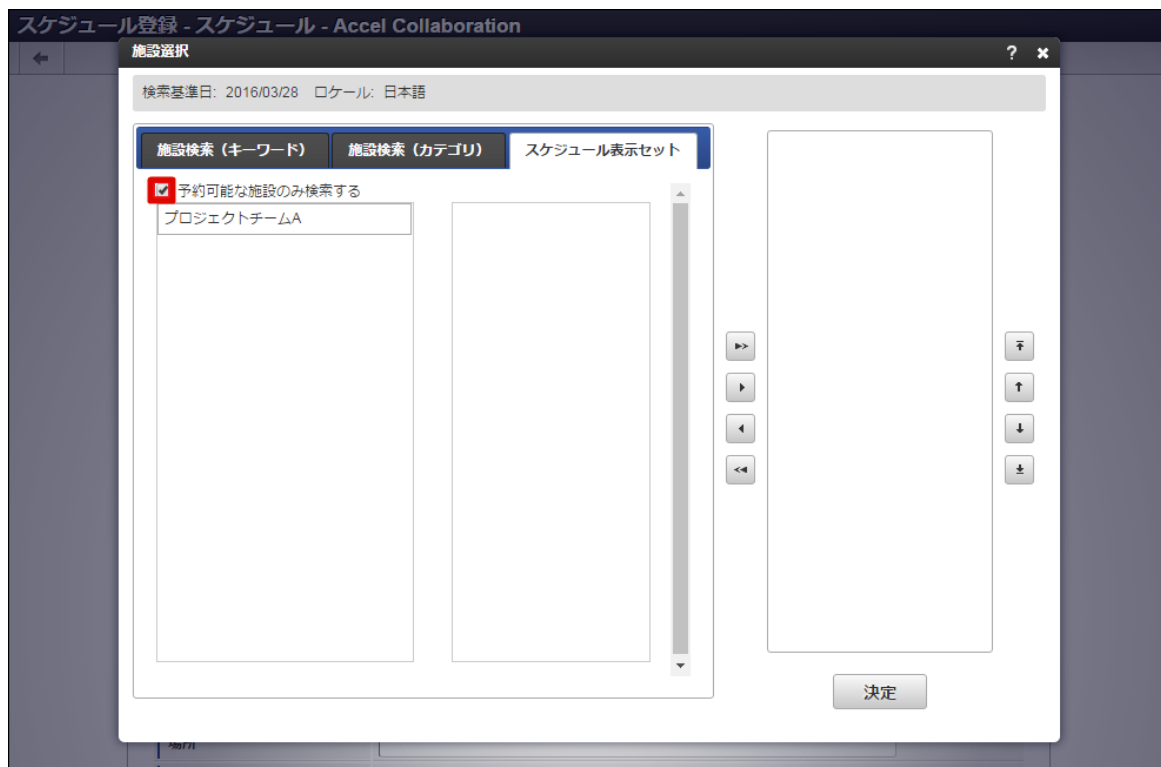 スケジュール登録 - スケジュール - Accel Collaboration
施設選択
検索基準日: 2016/03/28 ロケール: 日本語
施設検索（キーワード） 施設検索（カテゴリ） スケジュール表示セット
予約可能な施設のみ検索する
プロジェクトチームA
決定
場所